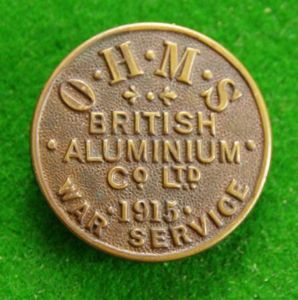 O·H·M·S
BRITISH
· ALUMINIUM ·
Co LTD
· 1915 ·
WAR SERVICE